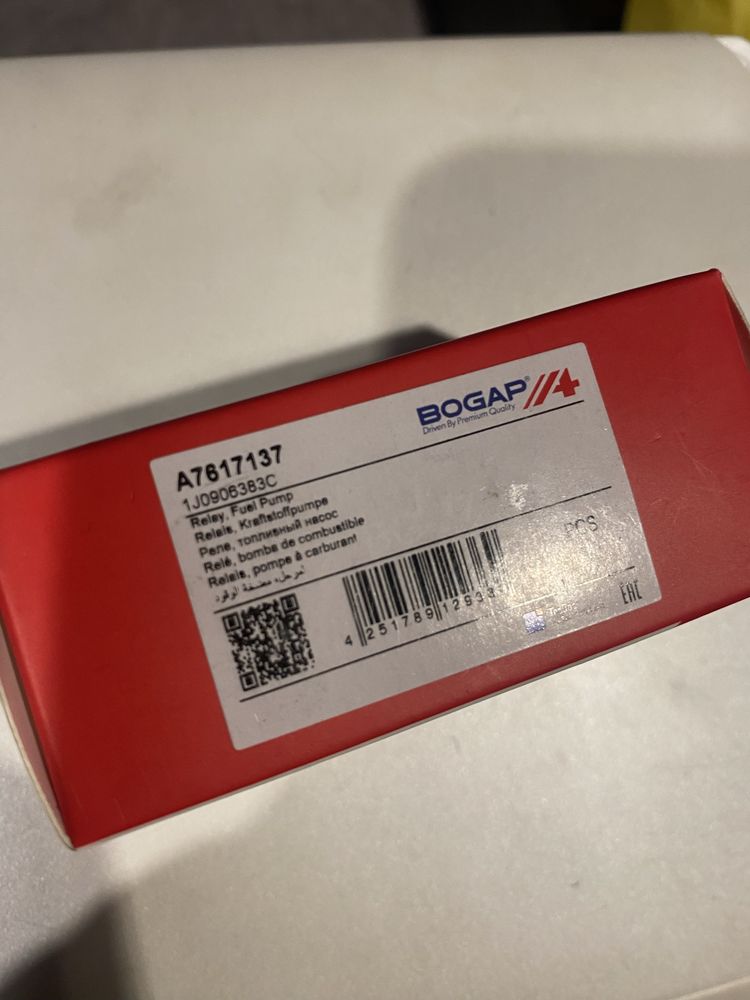 BOGAP®
Driven By Premium Quality
A7617137
1J0906383C
Relay, Fuel Pump
Relais, Kraftstoffpumpe
Реле, топливный насос
Relé, bomba de combustible
Relais, pompe à carburant
PCS
4 251789 12933
EAC